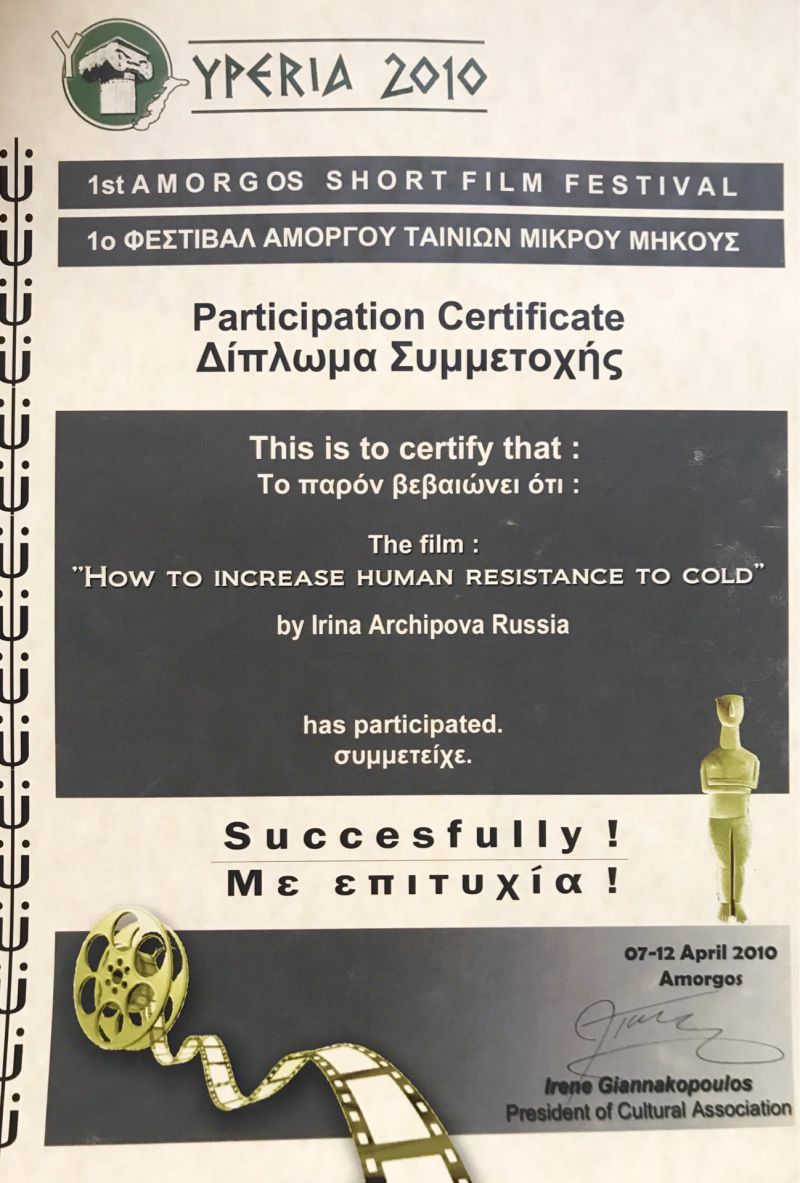 YPERIA 2010
1st AMORGOS SHORT FILM FESTIVAL
1ο ΦΕΣΤΙΒΑΛ ΑΜΟΡΓΟΥ ΤΑΙΝΙΩΝ ΜΙΚΡΟΥ ΜΗΚΟΥΣ
Participation Certificate
Δίπλωμα Συμμετοχής
This is to certify that :
Το παρόν βεβαιώνει ότι :
The film :
"How to increase human resistance to cold"
by Irina Archipova Russia
has participated.
συμμετείχε.
Succesfully !
Με επιτυχία !
07-12 April 2010
Amorgos
Irene Giannakopoulos
President of Cultural Association